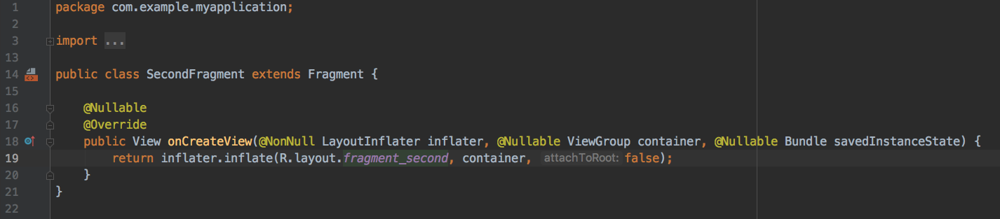 1 package com.example.myapplication;
2
3 import ...
13
14 public class SecondFragment extends Fragment {
15
16 @Nullable
17 @Override
18 public View onCreateView(@NonNull LayoutInflater inflater, @Nullable ViewGroup container, @Nullable Bundle savedInstanceState) {
19 return inflater.inflate(R.layout.fragment_second, container, attachToRoot: false);
20 }
21 }
22